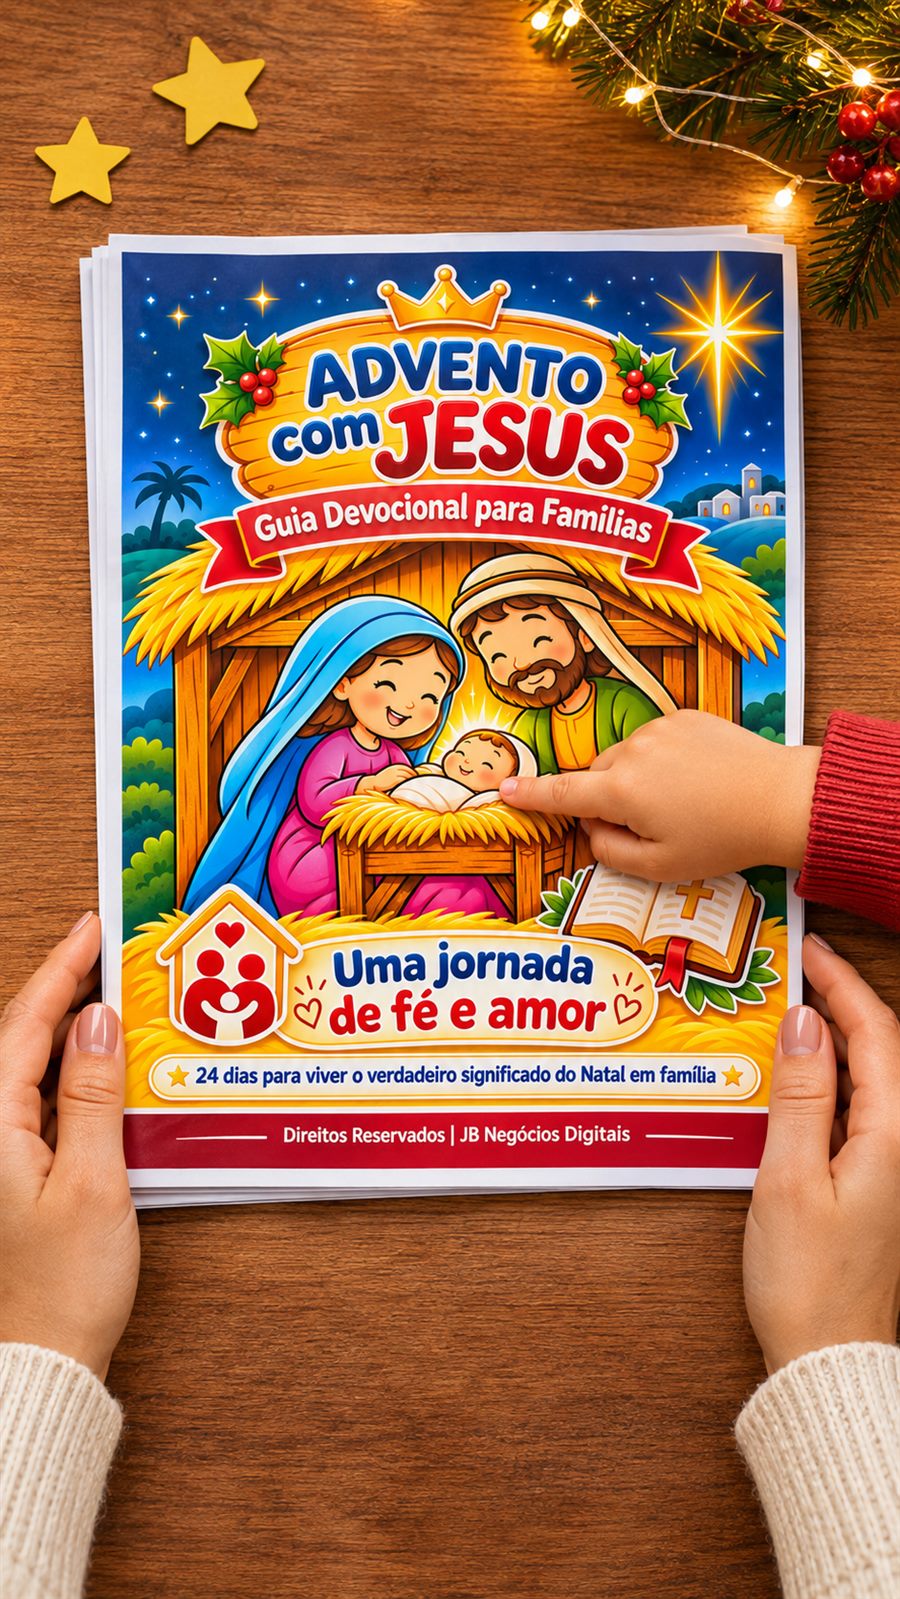 ADVENTO
com JESUS
Guia Devocional para Famílias
Uma jornada
de fé e amor
24 dias para viver o verdadeiro significado do Natal em família
Direitos Reservados | JB Negócios Digitais